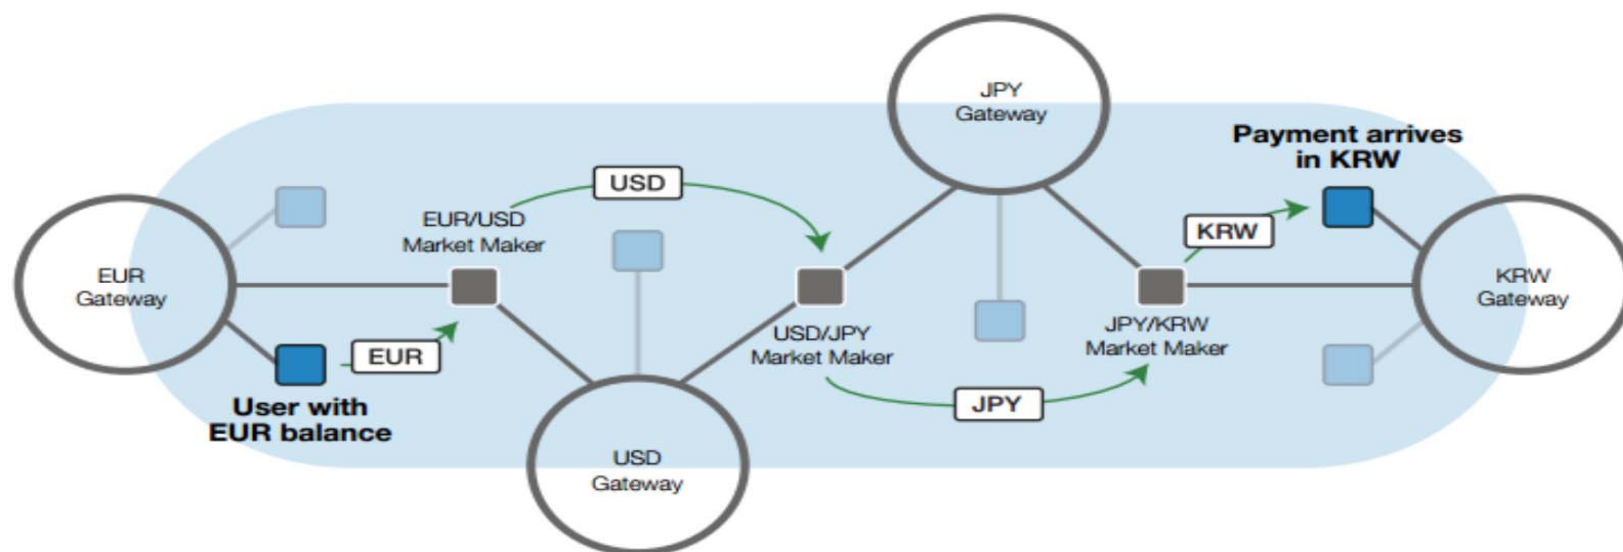 JPY
Gateway
Payment arrives
in KRW
USD
EUR/USD
Market Maker
KRW
EUR
Gateway
KRW
Gateway
USD/JPY
Market Maker
JPY/KRW
Market Maker
EUR
User with
EUR balance
JPY
USD
Gateway